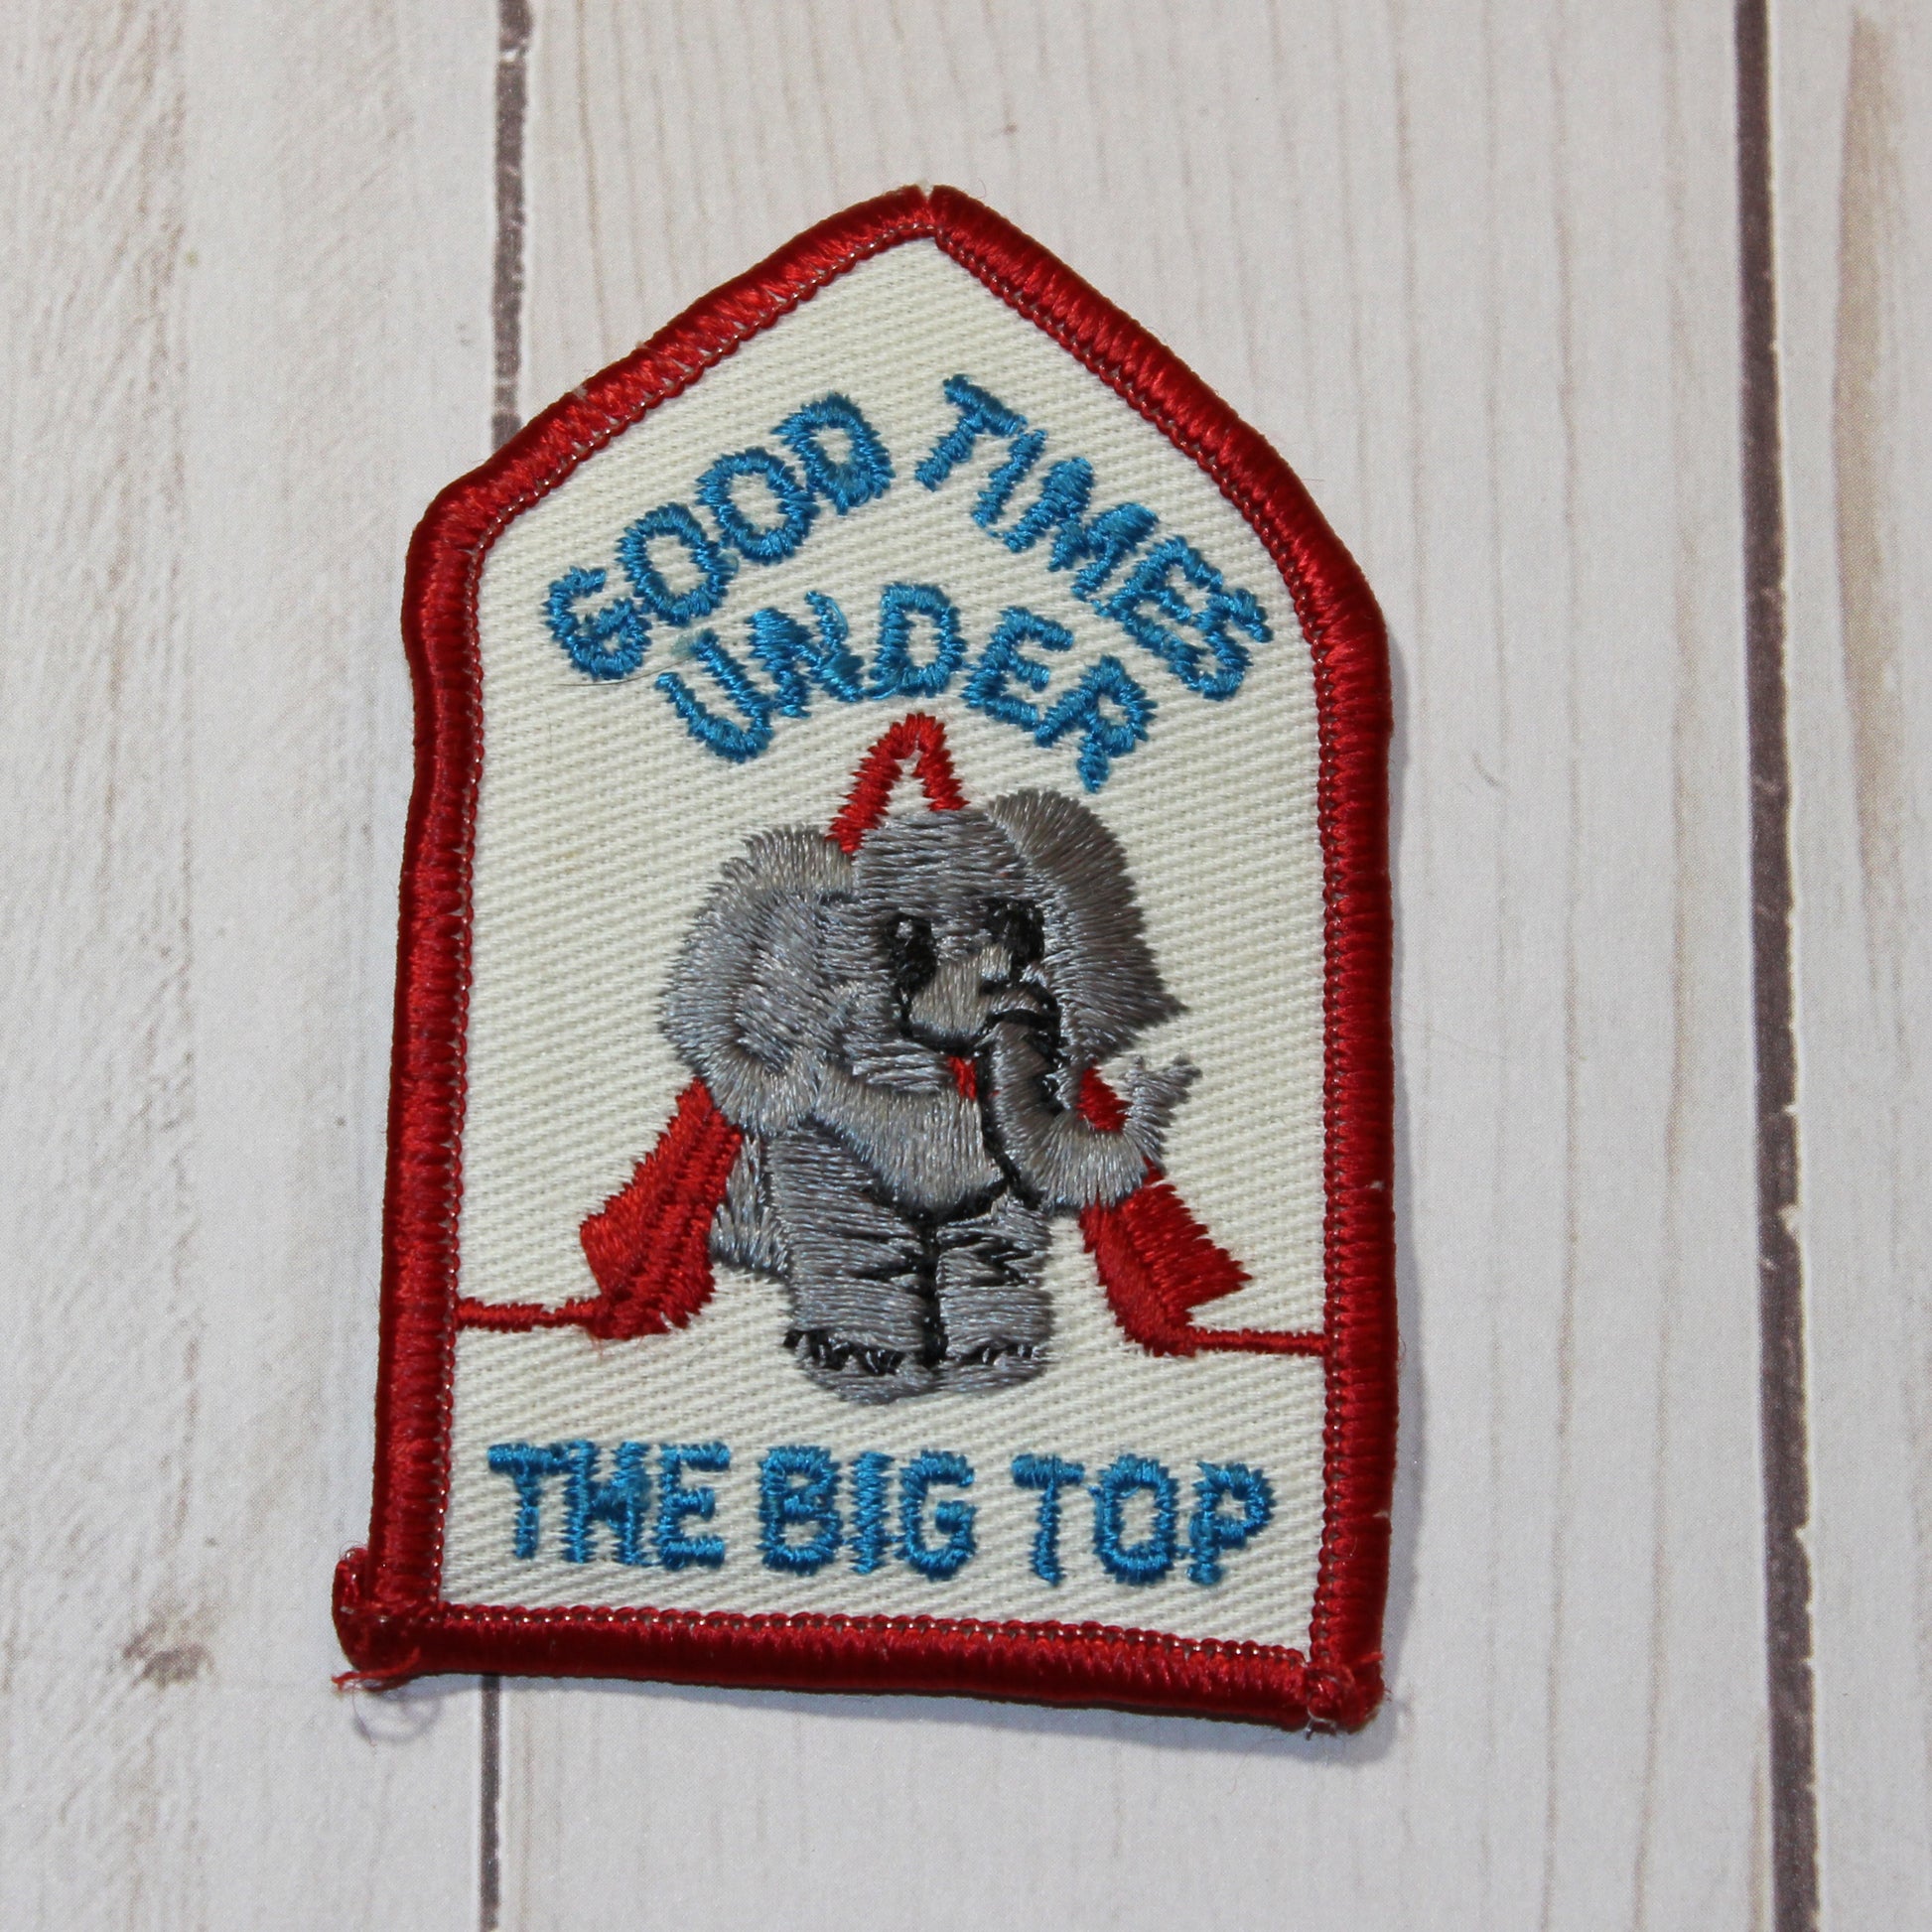 GOOD TIMES
UNDER
THE BIG TOP